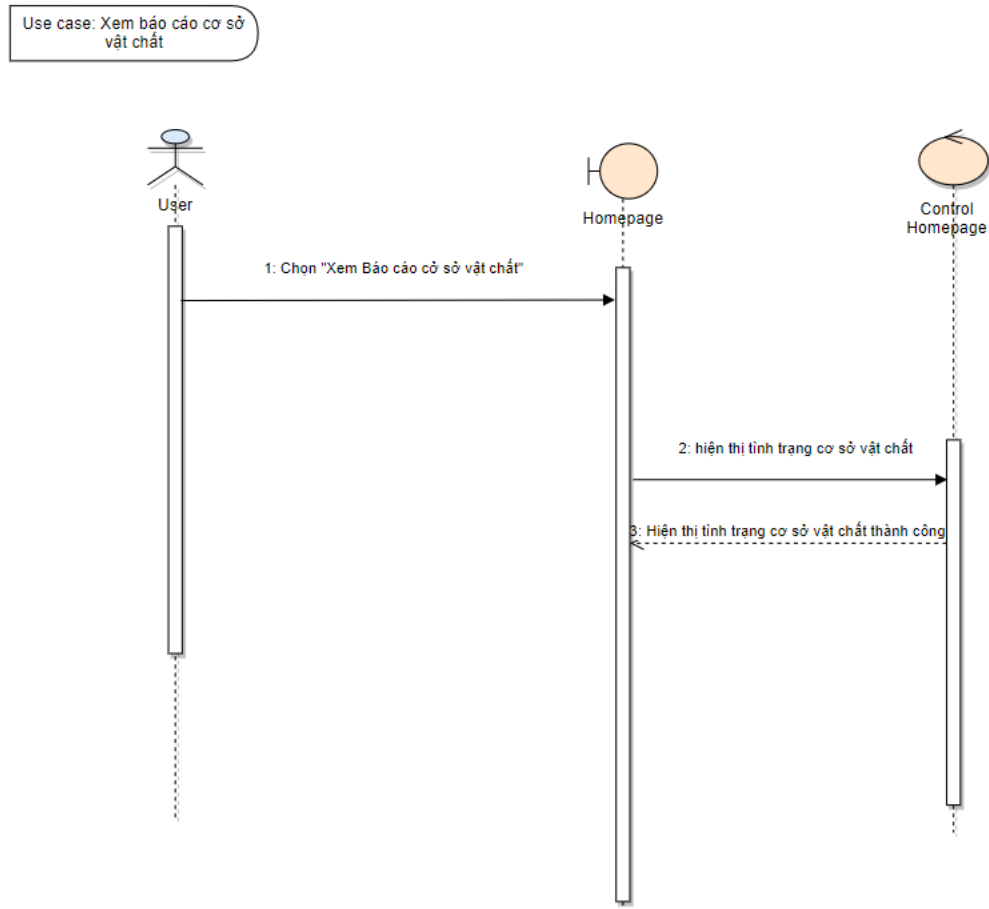 Use case: Xem báo cáo cơ sở
vật chất
User
Homepage
Control
Homepage
1: Chọn "Xem Báo cáo cở sở vật chất"
2: hiện thị tình trạng cơ sở vật chất
3: Hiện thị tình trạng cơ sở vật chất thành công